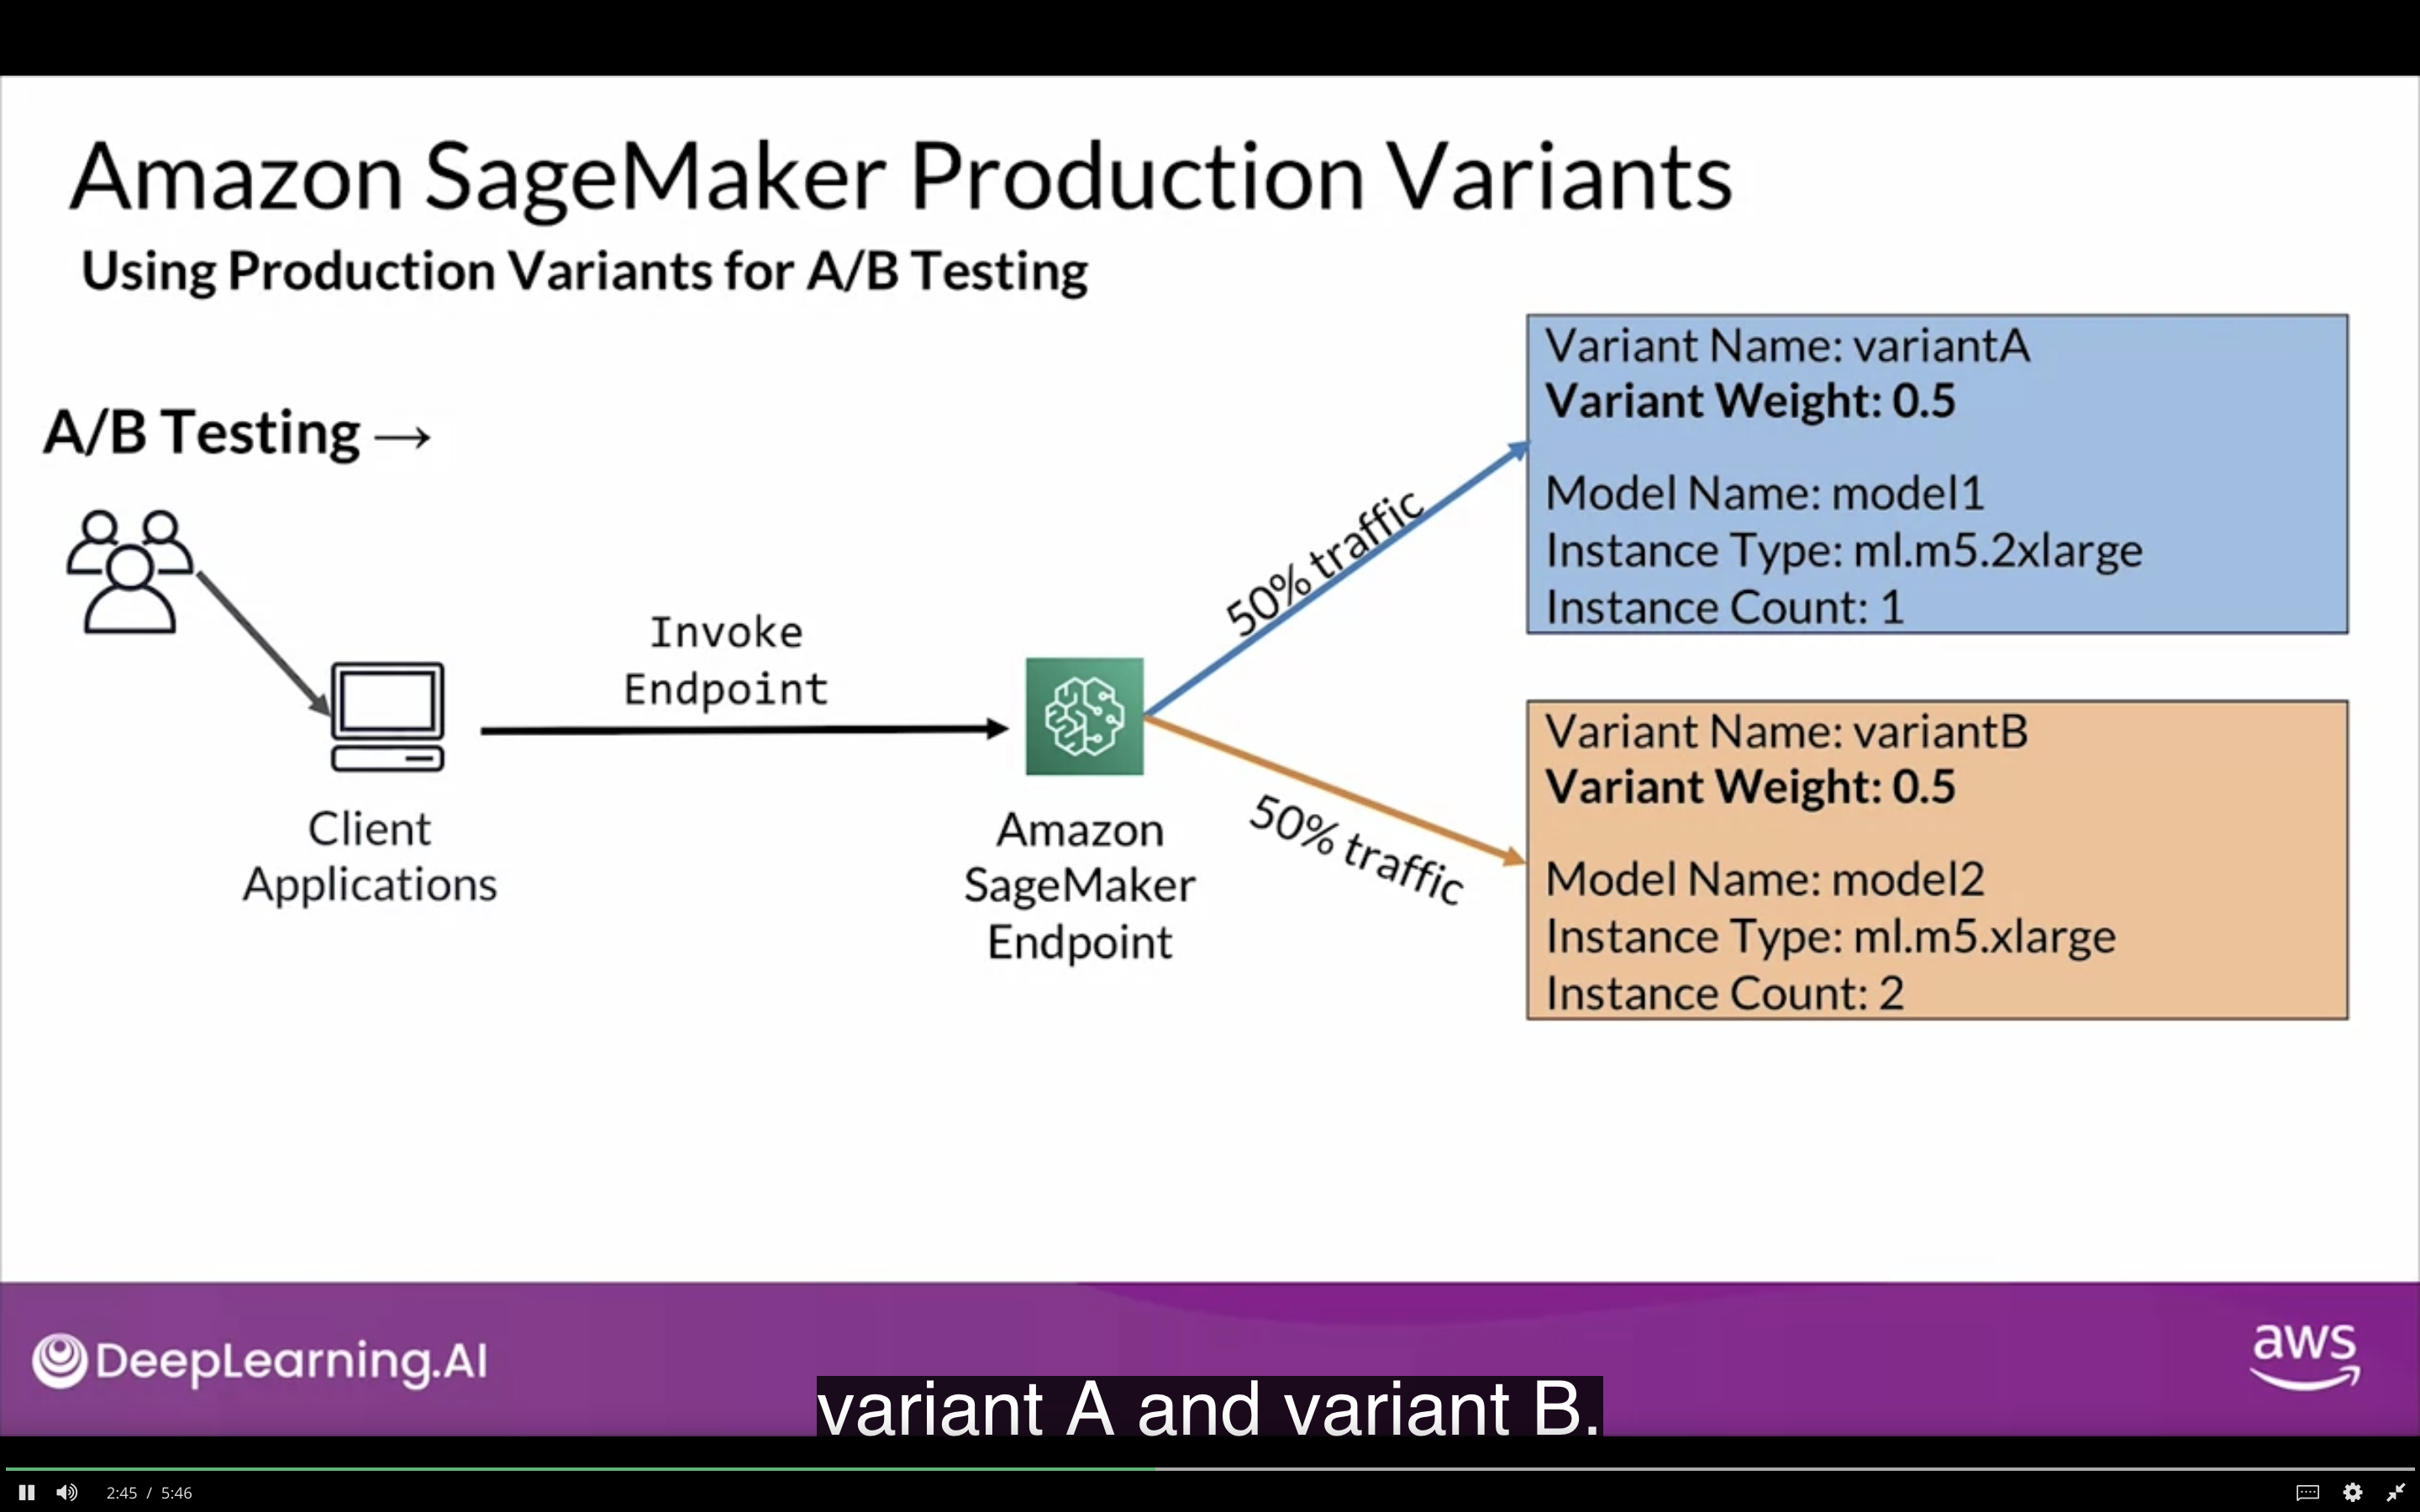 Amazon SageMaker Production Variants
Using Production Variants for A/B Testing
A/B Testing →
Client
Applications
Invoke
Endpoint
Amazon
SageMaker
Endpoint
50% traffic
50% traffic
Variant Name: variantA
Variant Weight: 0.5
Model Name: model1
Instance Type: ml.m5.2xlarge
Instance Count: 1
Variant Name: variantB
Variant Weight: 0.5
Model Name: model2
Instance Type: ml.m5.xlarge
Instance Count: 2
DeepLearning.AI
aws
variant A and variant B.
2:45 / 5:46